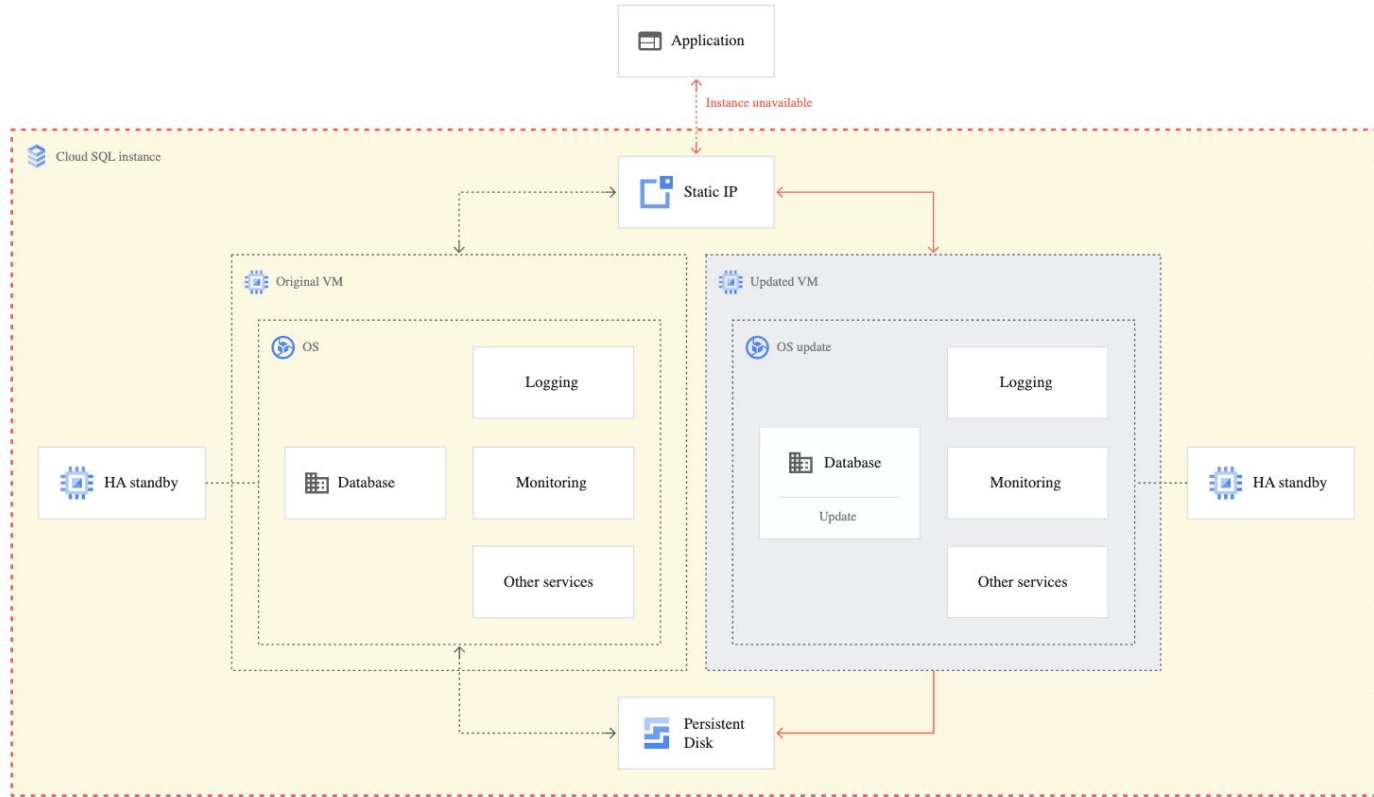 Application
Instance unavailable
Cloud SQL instance
Static IP
Original VM
OS
Logging
Database
Monitoring
Other services
HA standby
Updated VM
OS update
Logging
Database
Update
Monitoring
Other services
HA standby
Persistent
Disk